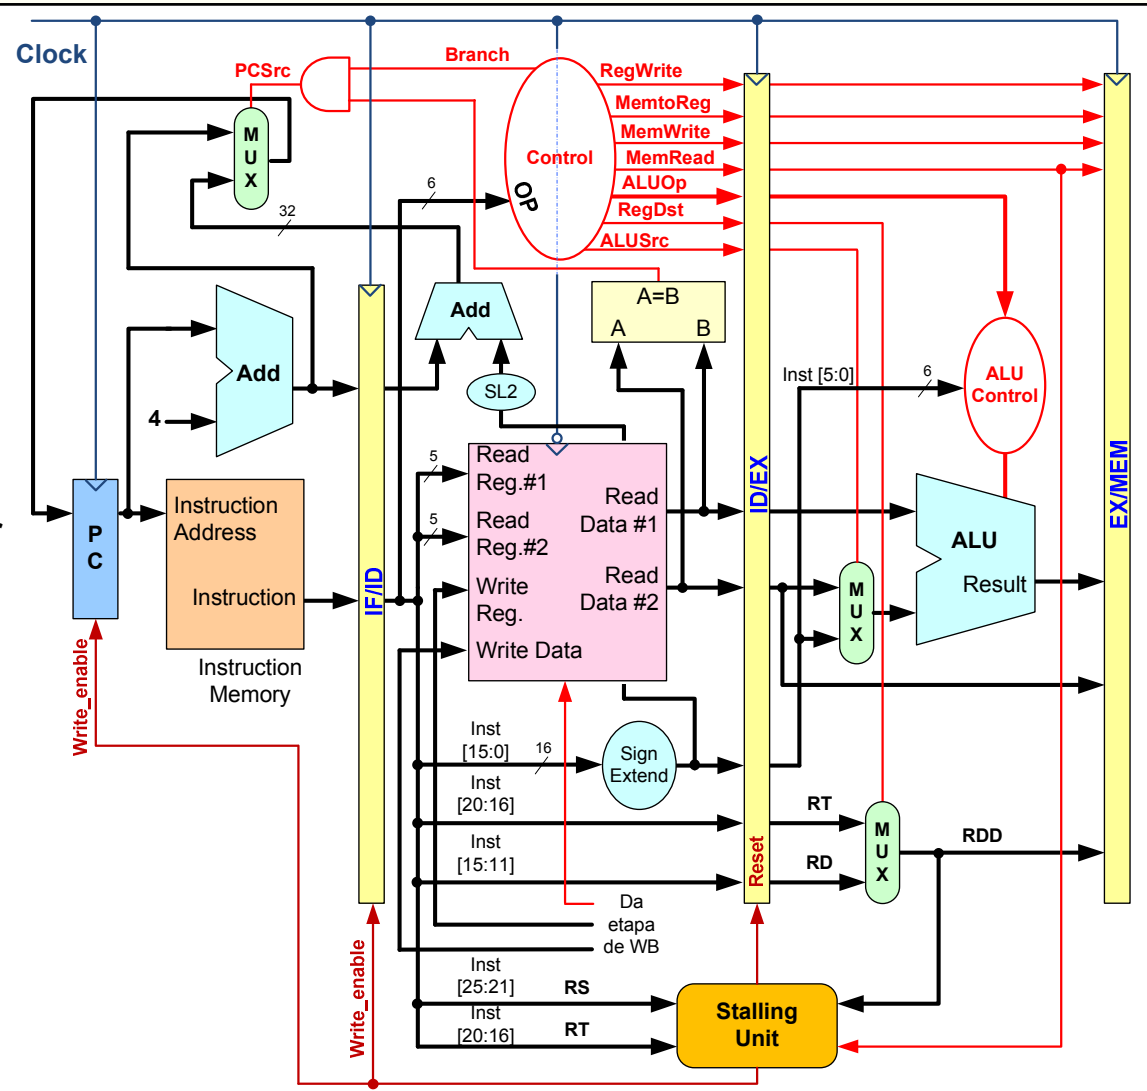 Clock
PCSrc
Branch
RegWrite
MemtoReg
MemWrite
MemRead
ALUOp
RegDst
ALUSrc
Control
OP
M
U
X
6
32
Add
4
Add
SL2
A=B
A
B
Inst [5:0]
6
ALU
Control
P
C
Instruction
Address
Instruction
Instruction
Memory
IF/ID
5
5
Read
Reg.#1
Read
Reg.#2
Write
Reg.
Write Data
Read
Data #1
Read
Data #2
ID/EX
M
U
X
ALU
Result
EX/MEM
Write_enable
Inst
[15:0]
16
Sign
Extend
Inst
[20:16]
Inst
[15:11]
Reset
RT
RD
M
U
X
RDD
Da
etapa
de WB
Write_enable
Inst
[25:21]
RS
Inst
[20:16]
RT
Stalling
Unit